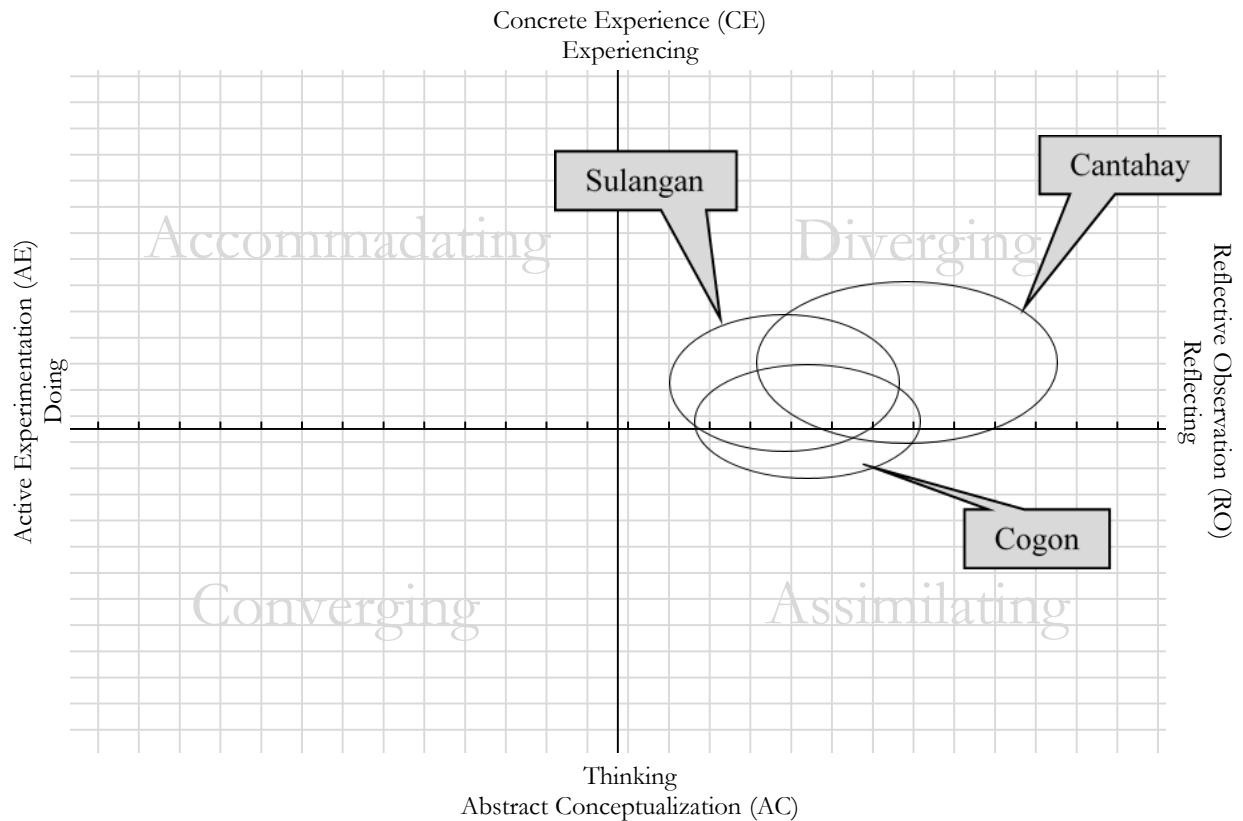 Concrete Experience (CE)
Experiencing
Cantahay
Sulangan
Accommadating
Diverging
Active Experimentation (AE)
Doing
Reflective Observation (RO)
Reflecting
Cogon
Converging
Assimilating
Thinking
Abstract Conceptualization (AC)